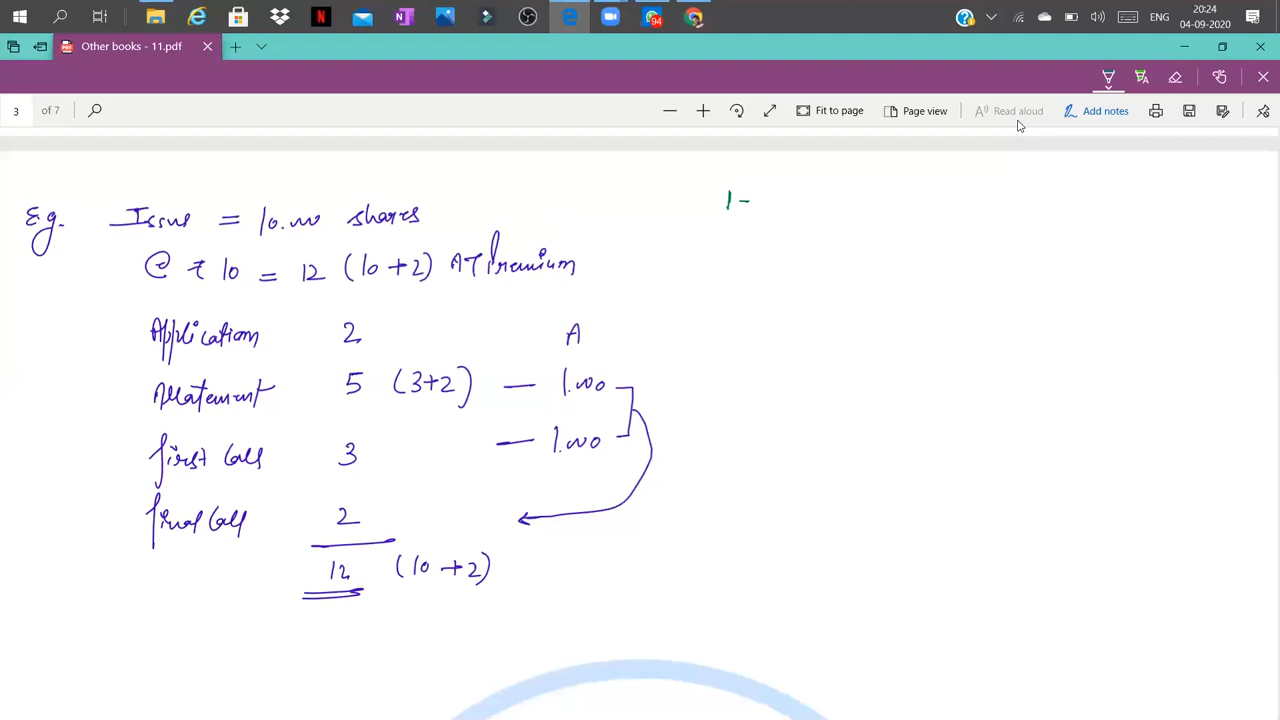 94
ENG
20:24
04-09-2020
Other books - 11.pdf
3 of 7
Fit to page
Page view
Read aloud
Add notes
1-
E.g. Issue = 10.000 shares
@ ₹ 10 = 12 (10+2) AT Premium
Application 2 A
Allatement 5 (3+2) — 1.000
First Call 3 — 1.000
final Call 2
12 (10+2)